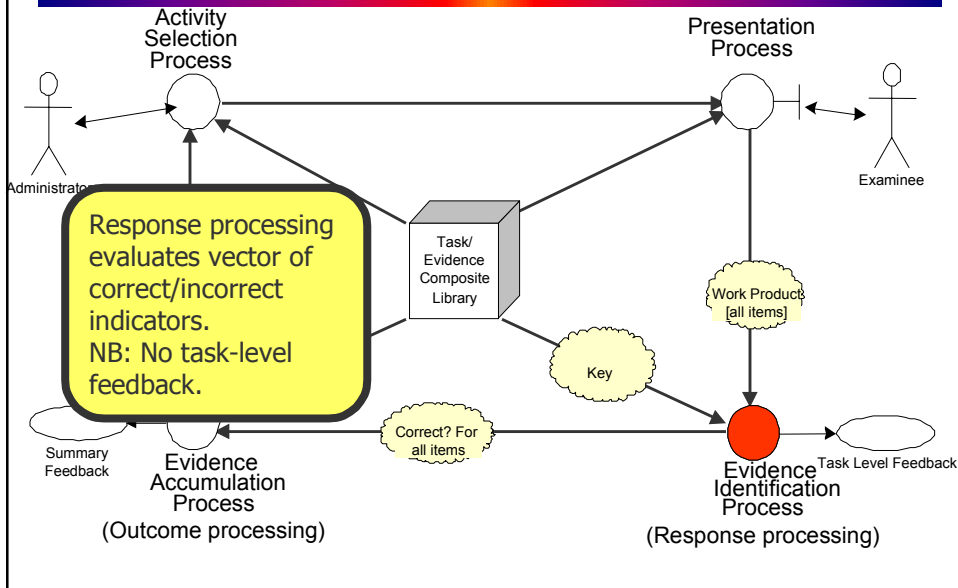 Activity
Selection
Process
Presentation
Process
Administrato
Examinee
Response processing
evaluates vector of
correct/incorrect
indicators.
NB: No task-level
feedback.
Task/
Evidence
Composite
Library
Work Product
[all items]
Key
Correct? For
all items
Summary
Feedback
Evidence
Accumulation
Process
(Outcome processing)
Evidence
Identification
Process
(Response processing)
Task Level Feedback